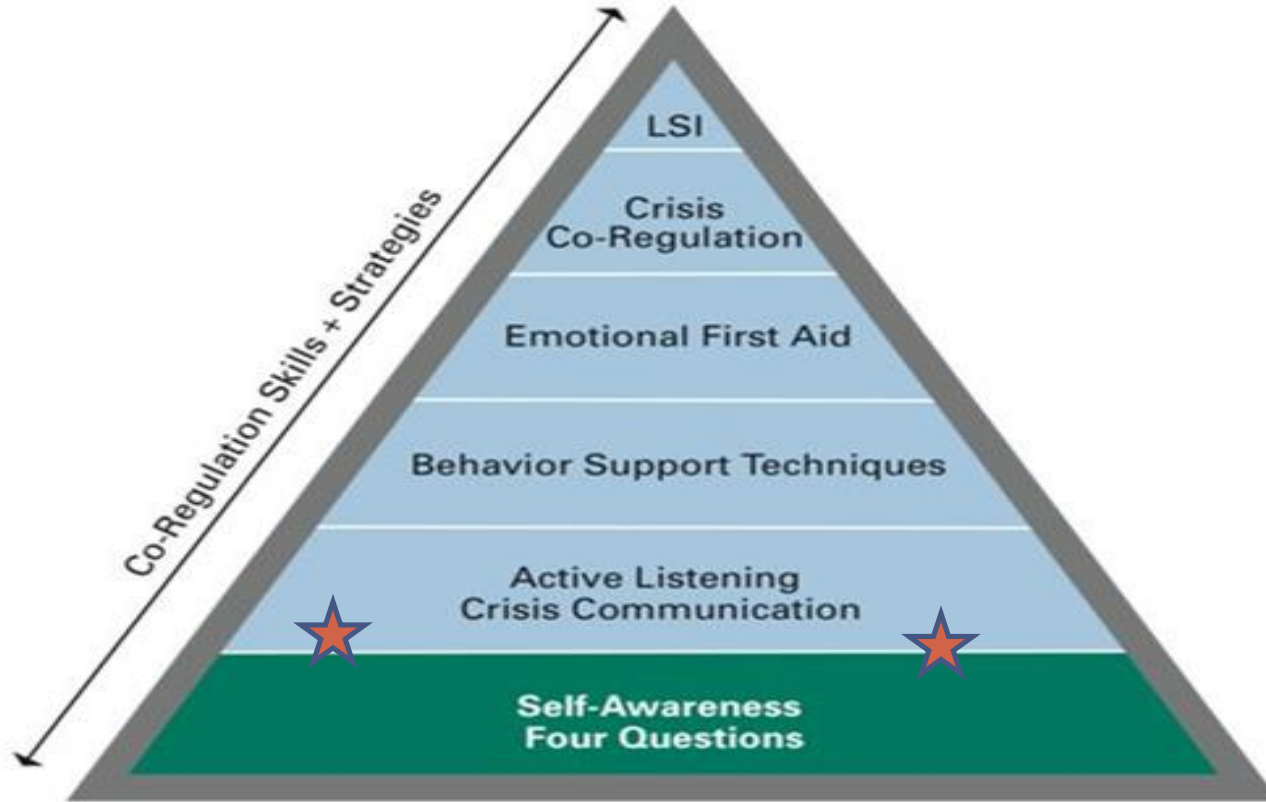 LSI
Crisis
Co-Regulation
Emotional First Aid
Behavior Support Techniques
Active Listening
Crisis Communication
Self-Awareness
Four Questions
Co-Regulation Skills + Strategies